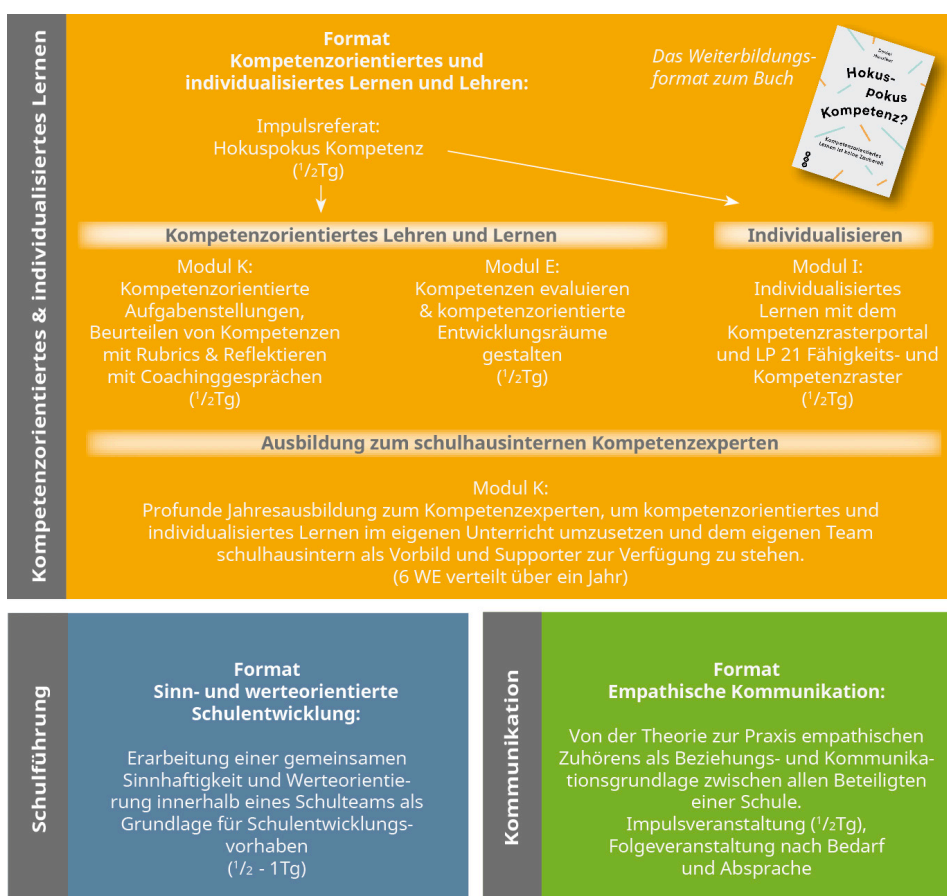 Kompetenzorientiertes & individualisiertes Lernen
Format
Kompetenzorientiertes und
individualisiertes Lernen und Lehren:
Das Weiterbildungs-
format zum Buch
Daniel
Hunziker
Hokus-
pokus
Kompetenz?
Kompetenzorientiertes
Lernen ist keine Zauberei!
Impulsreferat:
Hokuspokus Kompetenz
(1/2Tg)
Kompetenzorientiertes Lehren und Lernen
Modul K:
Kompetenzorientierte
Aufgabenstellungen,
Beurteilen von Kompetenzen
mit Rubrics & Reflektieren
mit Coachinggesprächen
(1/2Tg)
Modul E:
Kompetenzen evaluieren
& kompetenzorientierte
Entwicklungsräume
gestalten
(1/2Tg)
Individualisieren
Modul I:
Individualisiertes
Lernen mit dem
Kompetenzrasterportal
und LP 21 Fähigkeits- und
Kompetenzraster
(1/2Tg)
Ausbildung zum schulhausinternen Kompetenzexperten
Modul K:
Profunde Jahresausbildung zum Kompetenzexperten, um kompetenzorientiertes und
individualisiertes Lernen im eigenen Unterricht umzusetzen und dem eigenen Team
schulhausintern als Vorbild und Supporter zur Verfügung zu stehen.
(6 WE verteilt über ein Jahr)
Schulführung
Format
Sinn- und werteorientierte
Schulentwicklung:
Erarbeitung einer gemeinsamen
Sinnhaftigkeit und Werteorientie-
rung innerhalb eines Schulteams als
Grundlage für Schulentwicklungs-
vorhaben
(1/2 - 1Tg)
Kommunikation
Format
Empathische Kommunikation:
Von der Theorie zur Praxis empathischen
Zuhörens als Beziehungs- und Kommunika-
tionsgrundlage zwischen allen Beteiligten
einer Schule.
Impulsveranstaltung (1/2Tg),
Folgeveranstaltung nach Bedarf
und Absprache